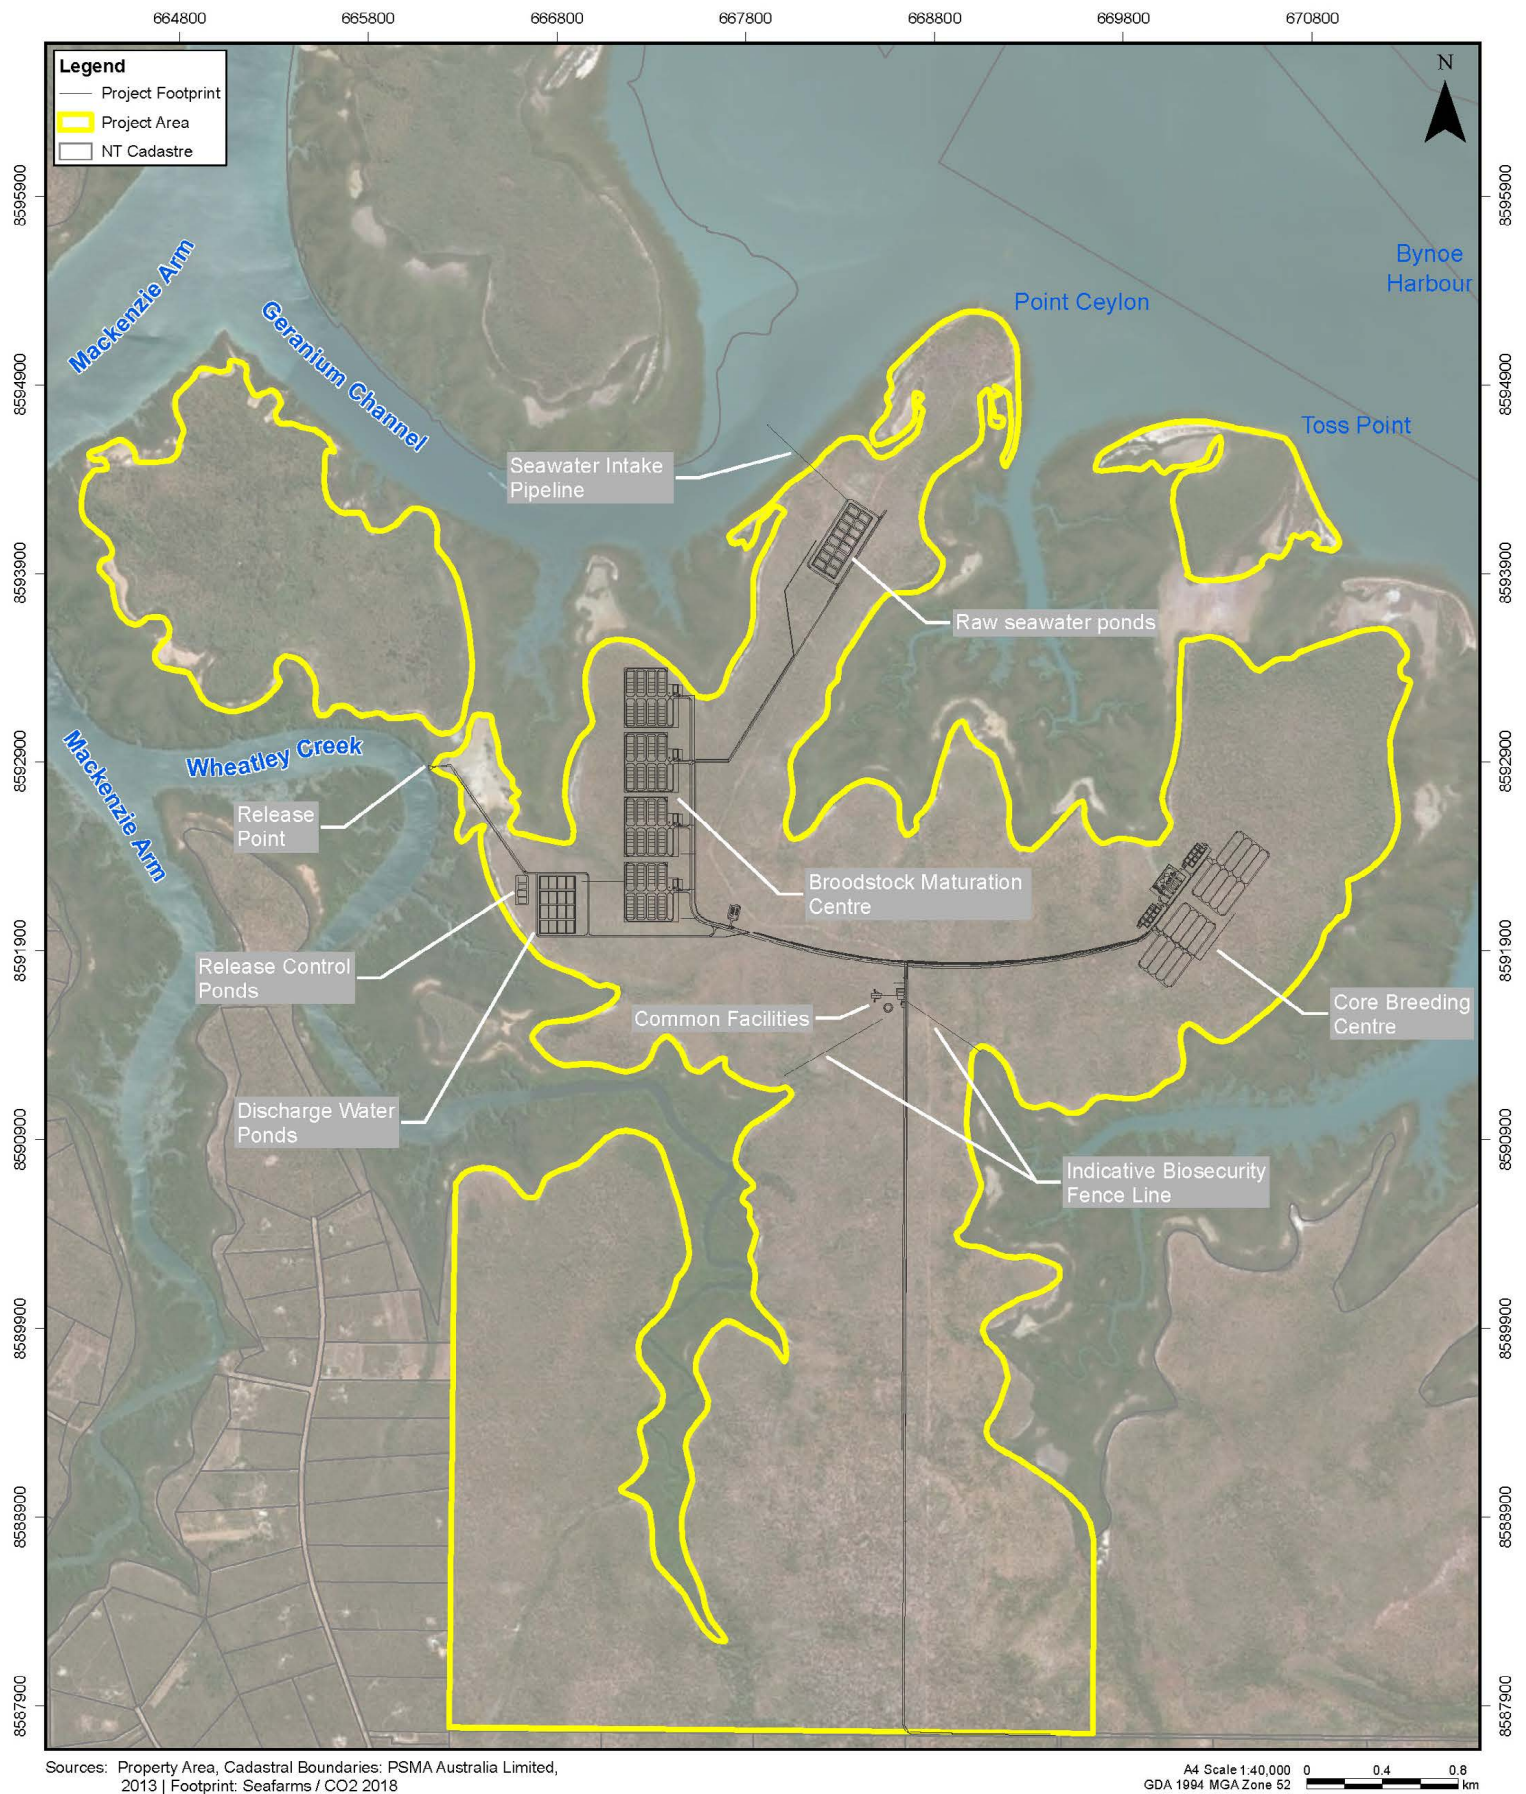 664800 665800 666800 667800 668800 669800 670800
Legend
Project Footprint
Project Area
NT Cadastre
N
8595900
8595900
Mackenzie Arm
Bynoe
Harbour
Point Ceylon
Geranium Channel
8594900
8594900
Toss Point
Seawater Intake
Pipeline
8593900
8593900
Raw seawater ponds
Wheatley Creek
8592900
8592900
Mackenzie Arm
Release
Point
Broodstock Maturation
Centre
8591900
8591900
Release Control
Ponds
Common Facilities
Core Breeding
Centre
Discharge Water
Ponds
8590900
8590900
Indicative Biosecurity
Fence Line
8589900
8589900
8588900
8588900
8587900
8587900
Sources: Property Area, Cadastral Boundaries: PSMA Australia Limited,
2013 | Footprint: Seafarms / CO2 2018
A4 Scale 1:40,000 0 0.4 0.8
GDA 1994 MGA Zone 52 km